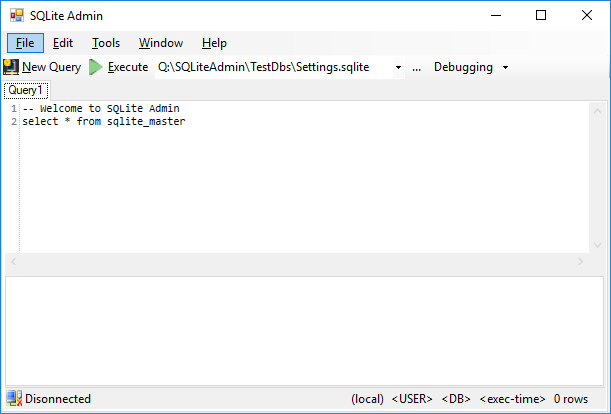 SQLite Admin
File Edit Tools Window Help
New Query Execute Q:\SQLiteAdmin\TestDbs\Settings.sqlite ... Debugging
Query1
1 -- Welcome to SQLite Admin
2 select * from sqlite_master
Disonnected (local) <USER> <DB> <exec-time> 0 rows